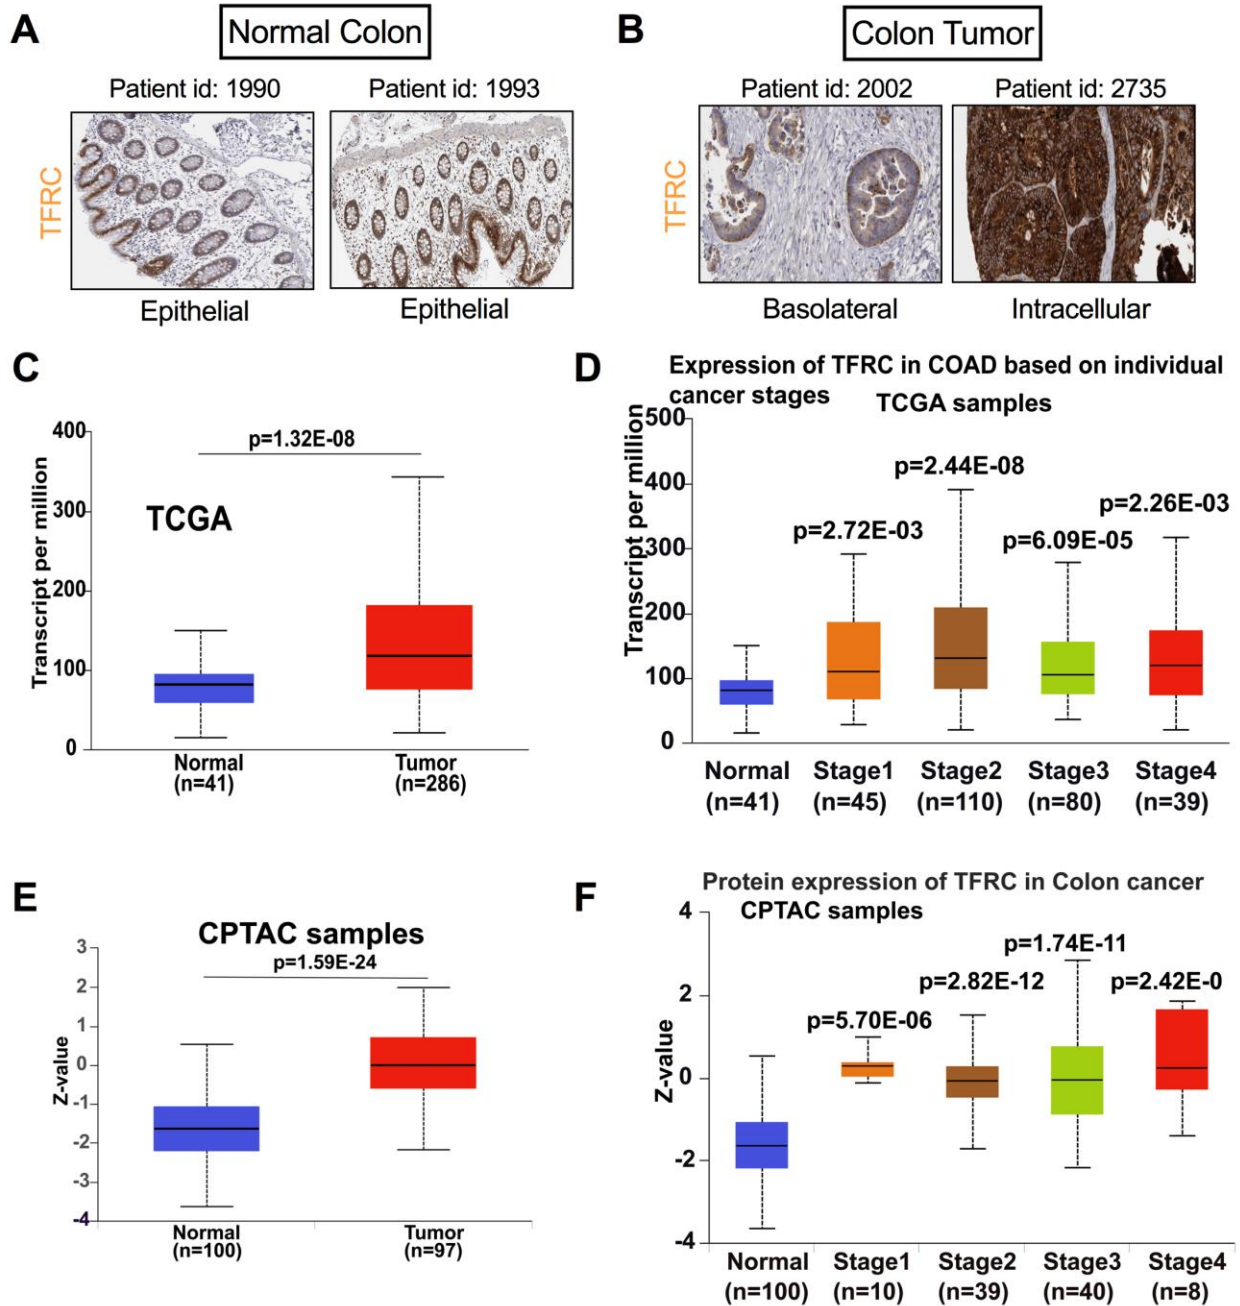 A
Normal Colon
Patient id: 1990
Patient id: 1993
TFRC
Epithelial
Epithelial
B
Colon Tumor
Patient id: 2002
Patient id: 2735
TFRC
Basolateral
Intracellular
C
Transcript per million
400
300
200
100
0
p=1.32E-08
TCGA
Normal
(n=41)
Tumor
(n=286)
D
Expression of TFRC in COAD based on individual
cancer stages
TCGA samples
Transcript per million
500
400
300
200
100
0
p=2.72E-03
p=2.44E-08
p=6.09E-05
p=2.26E-03
Normal
(n=41)
Stage1
(n=45)
Stage2
(n=110)
Stage3
(n=80)
Stage4
(n=39)
E
CPTAC samples
p=1.59E-24
Z-value
3
2
1
0
-1
-2
-3
-4
Normal
(n=100)
Tumor
(n=97)
F
Protein expression of TFRC in Colon cancer
CPTAC samples
Z-value
4
2
0
-2
-4
p=5.70E-06
p=2.82E-12
p=1.74E-11
p=2.42E-0
Normal
(n=100)
Stage1
(n=10)
Stage2
(n=39)
Stage3
(n=40)
Stage4
(n=8)